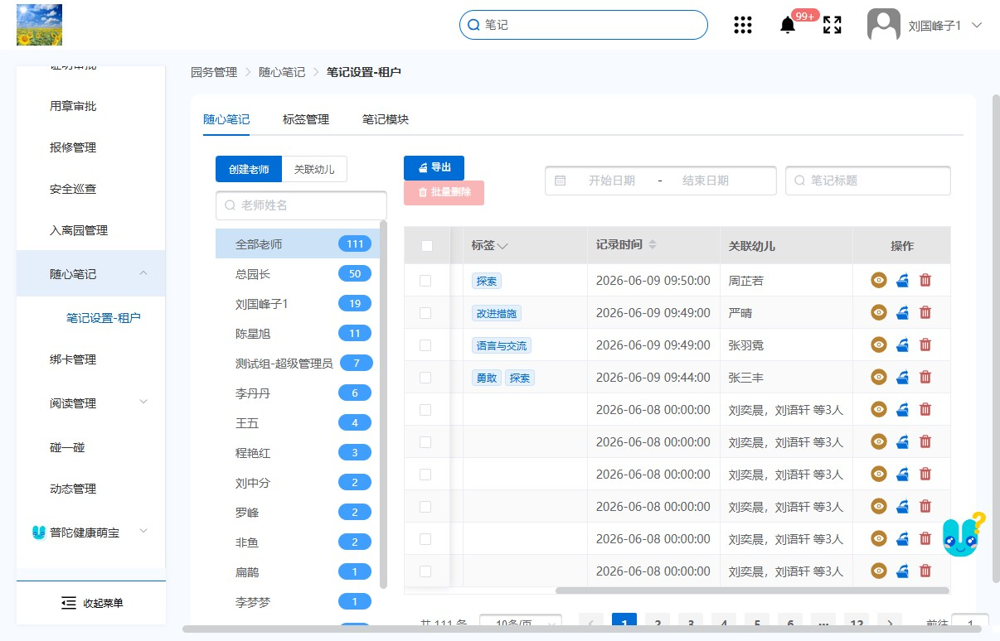 笔记
99+
刘国峰子1
证明审批
用章审批
报修管理
安全巡查
入离园管理
随心笔记
笔记设置-租户
绑卡管理
阅读管理
碰一碰
动态管理
普陀健康萌宝
收起菜单
园务管理 > 随心笔记 > 笔记设置-租户
随心笔记 标签管理 笔记模块
创建老师 关联幼儿
老师姓名
全部老师 111
总园长 50
刘国峰子1 19
陈星旭 11
测试组-超级管理员 7
李丹丹 6
王五 4
程艳红 3
刘中分 2
罗峰 2
非鱼 2
扁鹊 1
李梦梦 1
导出
批量删除
开始日期 - 结束日期
笔记标题
标签 记录时间 关联幼儿 操作
探索 2026-06-09 09:50:00 周芷若
改进措施 2026-06-09 09:49:00 严晴
语言与交流 2026-06-09 09:49:00 张羽霓
勇敢 探索 2026-06-09 09:44:00 张三丰
2026-06-08 00:00:00 刘奕晨，刘语轩 等3人
2026-06-08 00:00:00 刘奕晨，刘语轩 等3人
2026-06-08 00:00:00 刘奕晨，刘语轩 等3人
2026-06-08 00:00:00 刘奕晨，刘语轩 等3人
2026-06-08 00:00:00 刘奕晨，刘语轩 等3人
2026-06-08 00:00:00 刘奕晨，刘语轩 等3人
共 111 条 10条/页 1 2 3 4 5 6 ... 12 前往 1